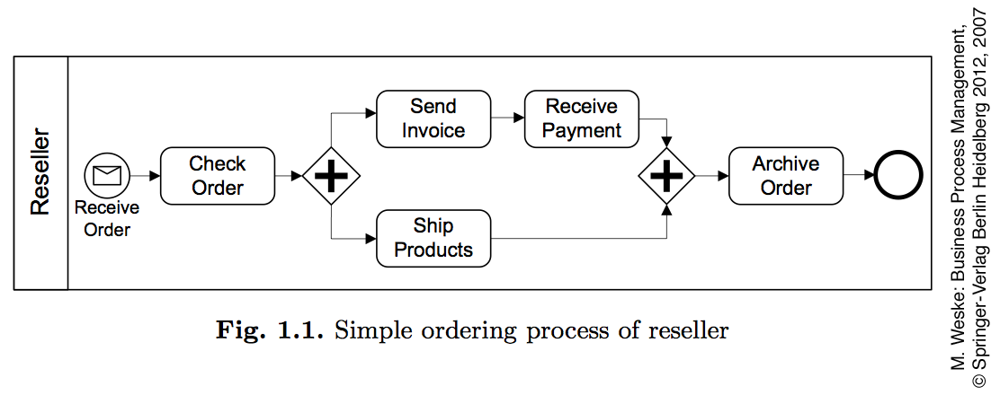 Reseller
Receive
Order
Check
Order
Send
Invoice
Receive
Payment
Ship
Products
Archive
Order
Fig. 1.1. Simple ordering process of reseller
M. Weske: Business Process Management,
© Springer-Verlag Berlin Heidelberg 2012, 2007